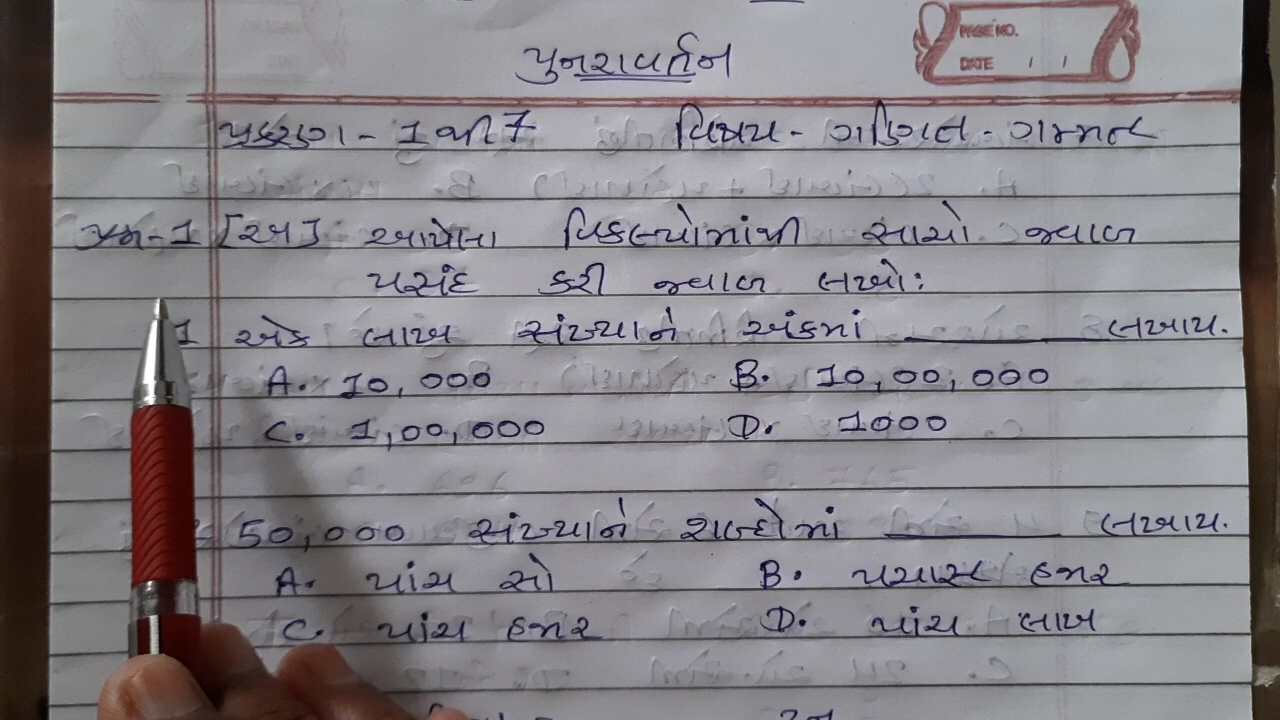 PAGE NO.
DATE / /
પુનરાવર્તન
પ્રકરણ - 1 થી 7 વિષય - ગણિત - ગમ્મત
પ્રશ્ન-1 [અ] આપેલા વિકલ્પોમાંથી સાચો જવાબ
પસંદ કરી જવાબ લખો:
1 એક લાખ સંખ્યાને અંકમાં ________ લખાય.
A. 10,000 B. 10,00,000
C. 1,00,000 D. 1000
50,000 સંખ્યાને શબ્દોમાં ________ લખાય.
A. પાંચ સો B. પચાસ હજાર
C. પાંચ હજાર D. પાંચ લાખ